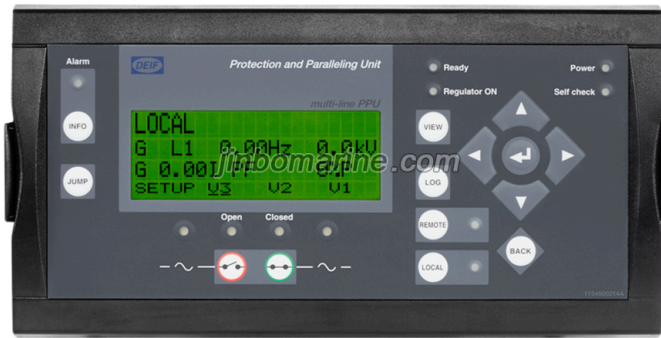 Alarm
DEIF
Protection and Paralleling Unit
multi-line PPU
Ready
Power
Regulator ON
Self check
INFO
JUMP
LOCAL
G L1 0.00Hz 0.0kV
G 0.00
SETUP V3 V2 V1
jinbomarine.com
VIEW
LOG
REMOTE
LOCAL
BACK
Open
Closed